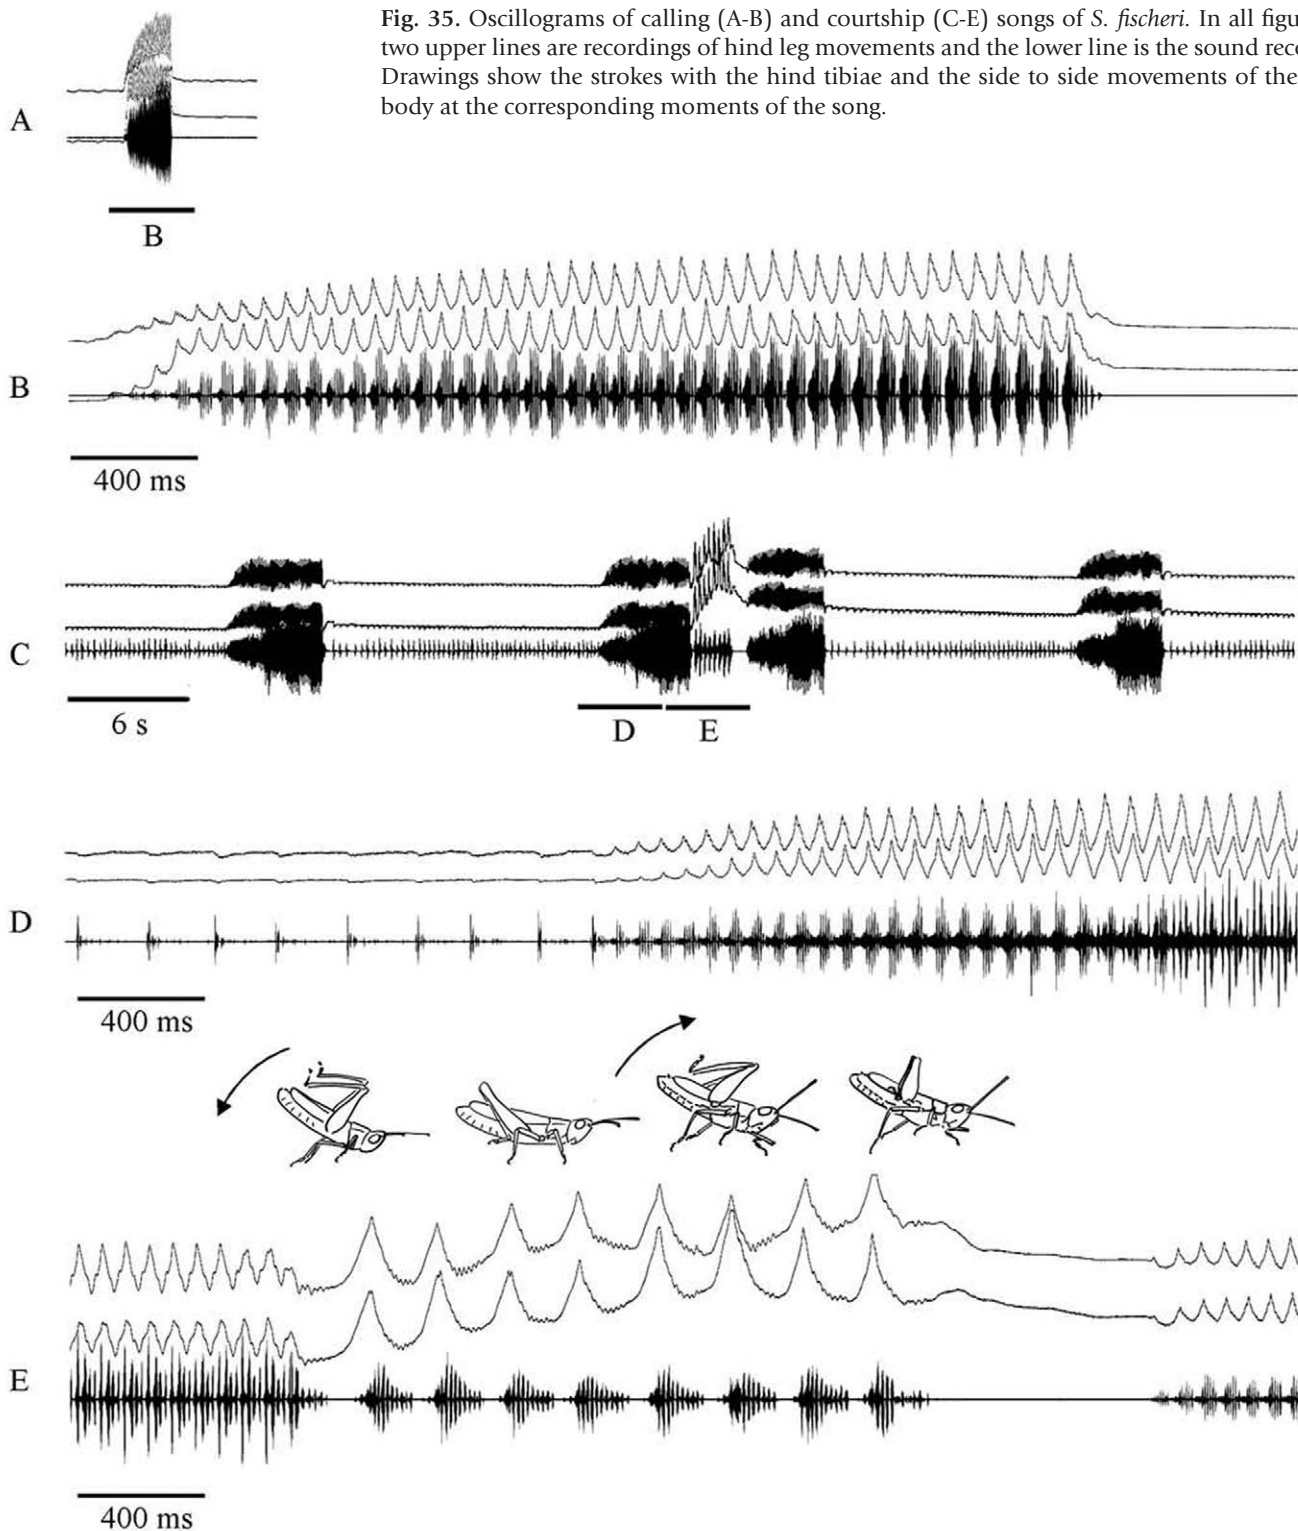 Fig. 35. Oscillograms of calling (A-B) and courtship (C-E) songs of S. fischeri. In all figu
two upper lines are recordings of hind leg movements and the lower line is the sound reco
Drawings show the strokes with the hind tibiae and the side to side movements of the
body at the corresponding moments of the song.
A
B
B
400 ms
C
6 s
D
E
D
400 ms
E
400 ms